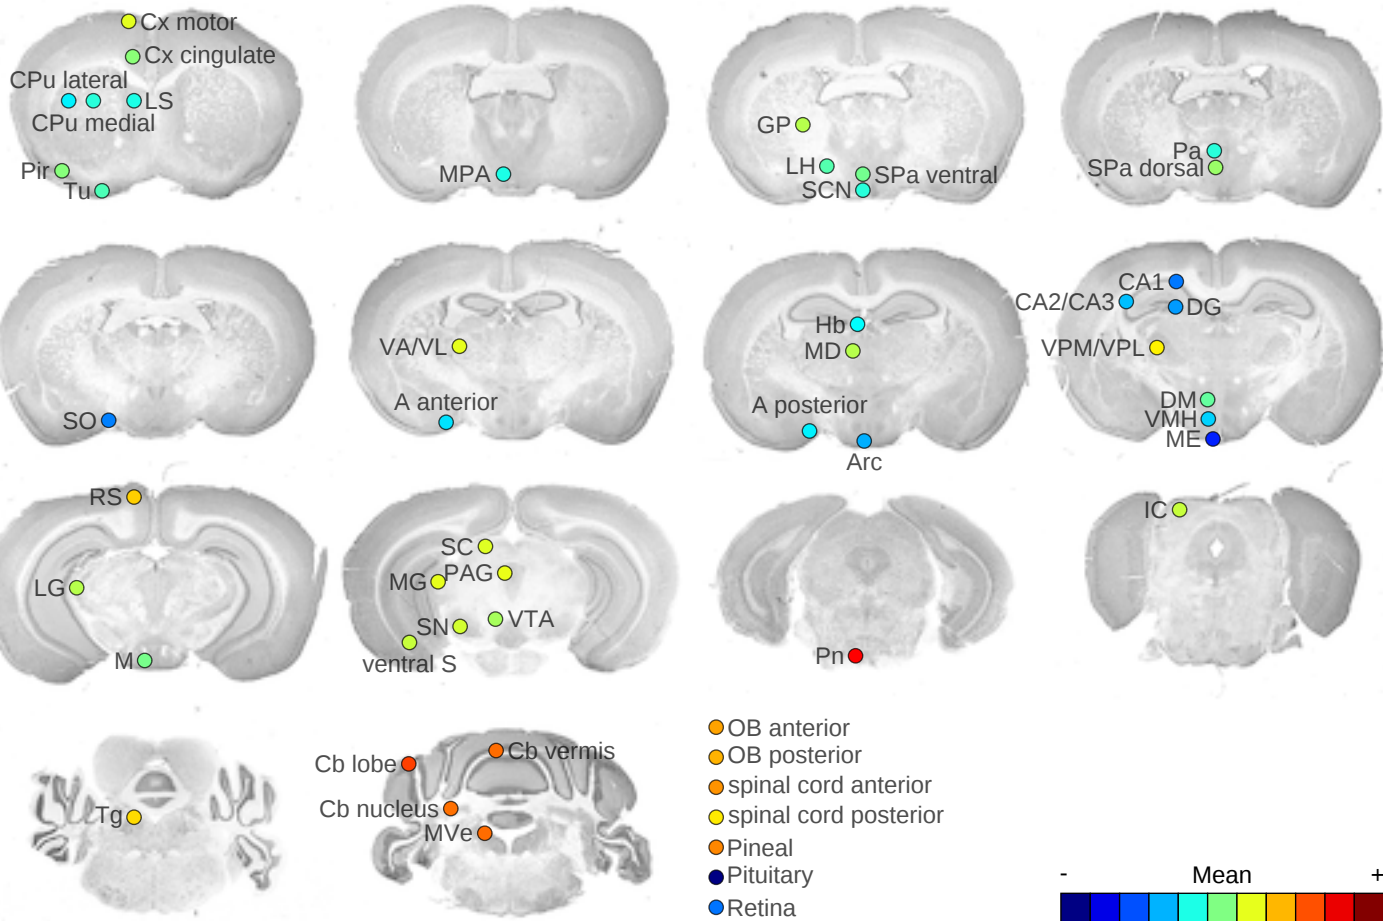 Cx motor
Cx cingulate
CPu lateral
LS
CPu medial
Pir
Tu
MPA
GP
LH
SPa ventral
SCN
Pa
SPa dorsal
SO
VA/VL
A anterior
Hb
MD
A posterior
Arc
CA1
CA2/CA3
DG
VPM/VPL
DM
VMH
ME
RS
LG
M
SC
MG
PAG
SN
VTA
ventral S
Pn
IC
Tg
Cb lobe
Cb vermis
Cb nucleus
MVe
OB anterior
OB posterior
spinal cord anterior
spinal cord posterior
Pineal
Pituitary
Retina
- Mean +